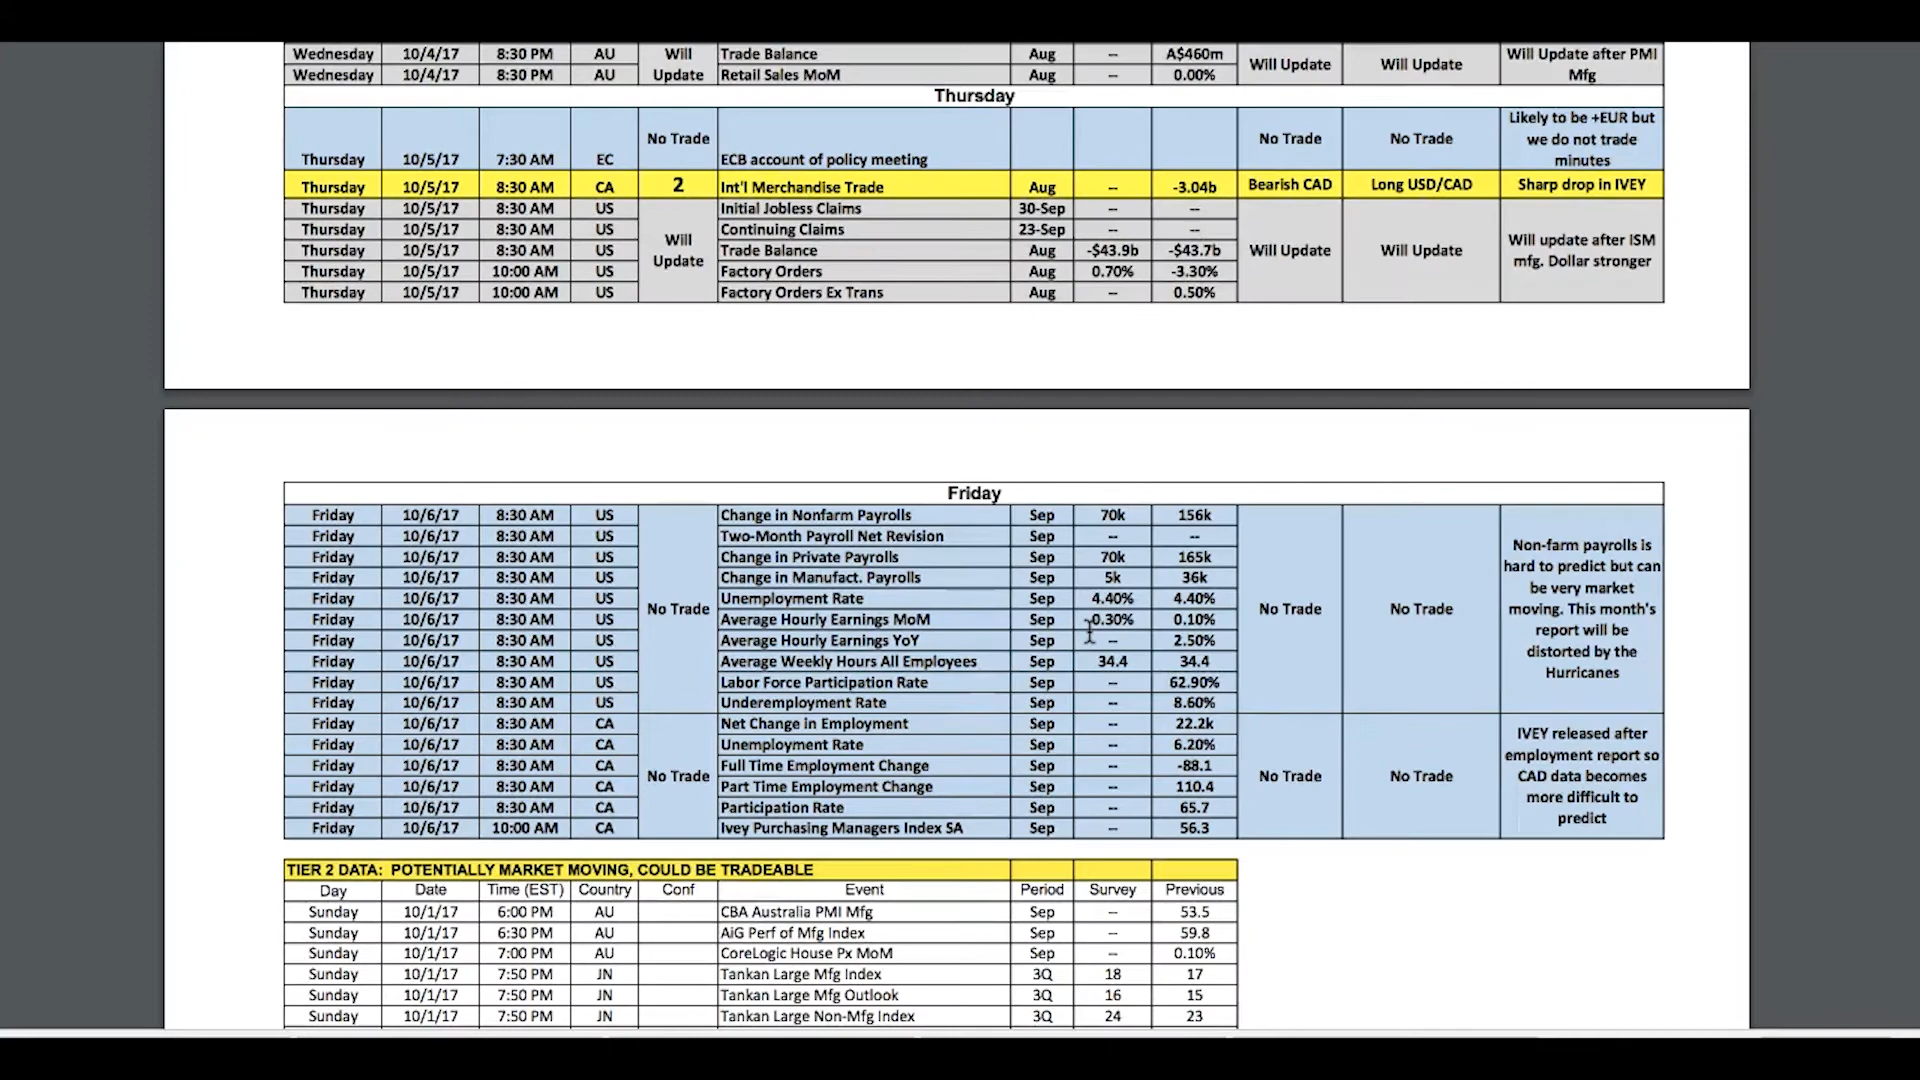 Wednesday 10/4/17 8:30 PM AU Will Update Trade Balance Aug -- A$460m Will Update Will Update Will Update after PMI Mfg
Wednesday 10/4/17 8:30 PM AU Retail Sales MoM Aug -- 0.00%
Thursday
Thursday 10/5/17 7:30 AM EC No Trade ECB account of policy meeting No Trade No Trade Likely to be +EUR but we do not trade minutes
Thursday 10/5/17 8:30 AM CA 2 Int'l Merchandise Trade Aug -- -3.04b Bearish CAD Long USD/CAD Sharp drop in IVEY
Thursday 10/5/17 8:30 AM US Will Update Initial Jobless Claims 30-Sep -- -- Will Update Will Update Will update after ISM mfg. Dollar stronger
Thursday 10/5/17 8:30 AM US Continuing Claims 23-Sep -- --
Thursday 10/5/17 8:30 AM US Trade Balance Aug -$43.9b -$43.7b
Thursday 10/5/17 10:00 AM US Factory Orders Aug 0.70% -3.30%
Thursday 10/5/17 10:00 AM US Factory Orders Ex Trans Aug -- 0.50%
Friday
Friday 10/6/17 8:30 AM US No Trade Change in Nonfarm Payrolls Sep 70k 156k No Trade No Trade Non-farm payrolls is hard to predict but can be very market moving. This month's report will be distorted by the Hurricanes
Friday 10/6/17 8:30 AM US Two-Month Payroll Net Revision Sep -- --
Friday 10/6/17 8:30 AM US Change in Private Payrolls Sep 70k 165k
Friday 10/6/17 8:30 AM US Change in Manufact. Payrolls Sep 5k 36k
Friday 10/6/17 8:30 AM US Unemployment Rate Sep 4.40% 4.40%
Friday 10/6/17 8:30 AM US Average Hourly Earnings MoM Sep 0.30% 0.10%
Friday 10/6/17 8:30 AM US Average Hourly Earnings YoY Sep -- 2.50%
Friday 10/6/17 8:30 AM US Average Weekly Hours All Employees Sep 34.4 34.4
Friday 10/6/17 8:30 AM US Labor Force Participation Rate Sep -- 62.90%
Friday 10/6/17 8:30 AM US Underemployment Rate Sep -- 8.60%
Friday 10/6/17 8:30 AM CA No Trade Net Change in Employment Sep -- 22.2k No Trade No Trade IVEY released after employment report so CAD data becomes more difficult to predict
Friday 10/6/17 8:30 AM CA Unemployment Rate Sep -- 6.20%
Friday 10/6/17 8:30 AM CA Full Time Employment Change Sep -- -88.1
Friday 10/6/17 8:30 AM CA Part Time Employment Change Sep -- 110.4
Friday 10/6/17 8:30 AM CA Participation Rate Sep -- 65.7
Friday 10/6/17 10:00 AM CA Ivey Purchasing Managers Index SA Sep -- 56.3
TIER 2 DATA: POTENTIALLY MARKET MOVING, COULD BE TRADEABLE
Day Date Time (EST) Country Conf Event Period Survey Previous
Sunday 10/1/17 6:00 PM AU CBA Australia PMI Mfg Sep -- 53.5
Sunday 10/1/17 6:30 PM AU AiG Perf of Mfg Index Sep -- 59.8
Sunday 10/1/17 7:00 PM AU CoreLogic House Px MoM Sep -- 0.10%
Sunday 10/1/17 7:50 PM JN Tankan Large Mfg Index 3Q 18 17
Sunday 10/1/17 7:50 PM JN Tankan Large Mfg Outlook 3Q 16 15
Sunday 10/1/17 7:50 PM JN Tankan Large Non-Mfg Index 3Q 24 23